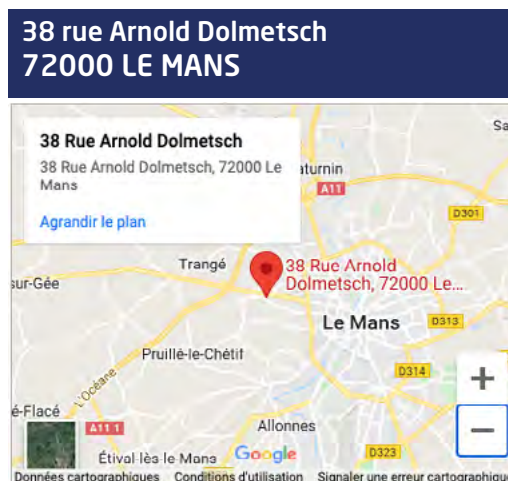 38 rue Arnold Dolmetsch
72000 LE MANS
38 Rue Arnold Dolmetsch
38 Rue Arnold Dolmetsch, 72000 Le
Mans
Agrandir le plan
Sa
aturnin
A11
D301
Trangé
38 Rue Arnold
Dolmetsch, 72000 Le...
sur-Gée
Le Mans
D313
Pruillé-le-Chétif
D314
+
L'Océane
é-Flacé
A11 1
Allonnes
−
Étival-lès-le Mans
Google
D323
Données cartographiques Conditions d'utilisation Signaler une erreur cartographique